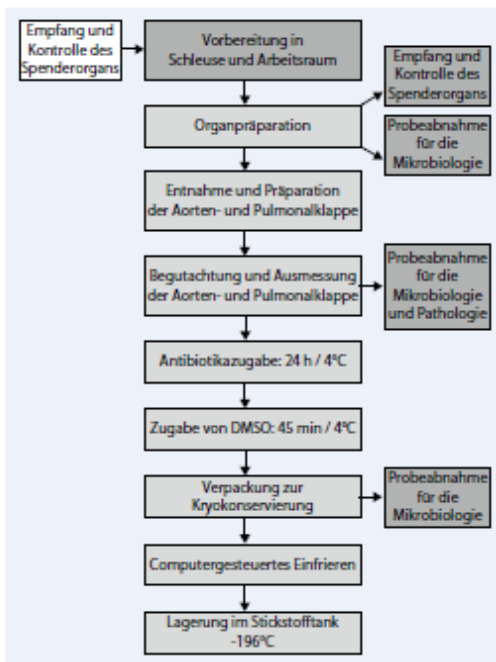 Empfang und
Kontrolle des
Spenderorgans
Vorbereitung in
Schleuse und Arbeitsraum
Empfang und
Kontrolle des
Spenderorgans
Organpräparation
Probeabnahme
für die
Mikrobiologie
Entnahme und Präparation
der Aorten- und Pulmonalklappe
Begutachtung und Ausmessung
der Aorten- und Pulmonalklappe
Probeabnahme
für die
Mikrobiologie
und Pathologie
Antibiotikazugabe: 24 h / 4°C
Zugabe von DMSO: 45 min / 4°C
Verpackung zur
Kryokonservierung
Probeabnahme
für die
Mikrobiologie
Computergesteuertes Einfrieren
Lagerung im Stickstofftank
-196°C